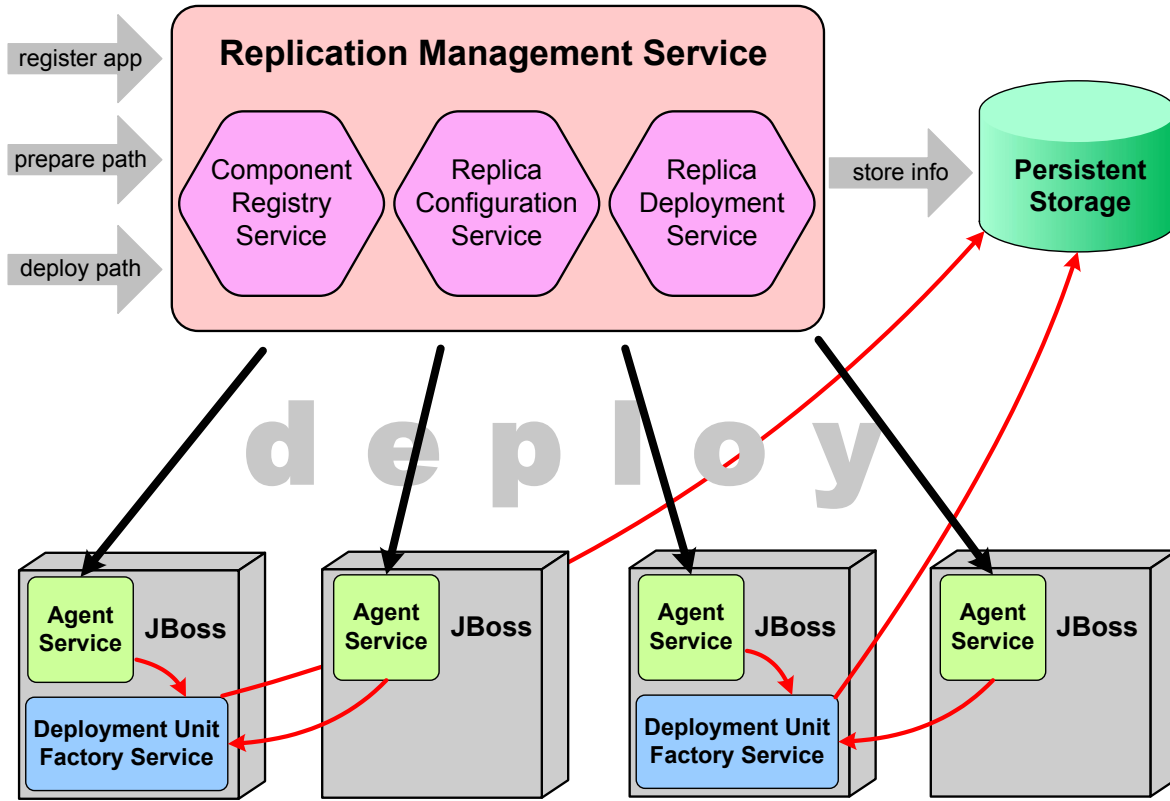 register app
prepare path
deploy path
Replication Management Service
Component
Registry
Service
Replica
Configuration
Service
Replica
Deployment
Service
store info
Persistent
Storage
deploy
Agent
Service
JBoss
Deployment Unit
Factory Service
Agent
Service
JBoss
Agent
Service
JBoss
Deployment Unit
Factory Service
Agent
Service
JBoss